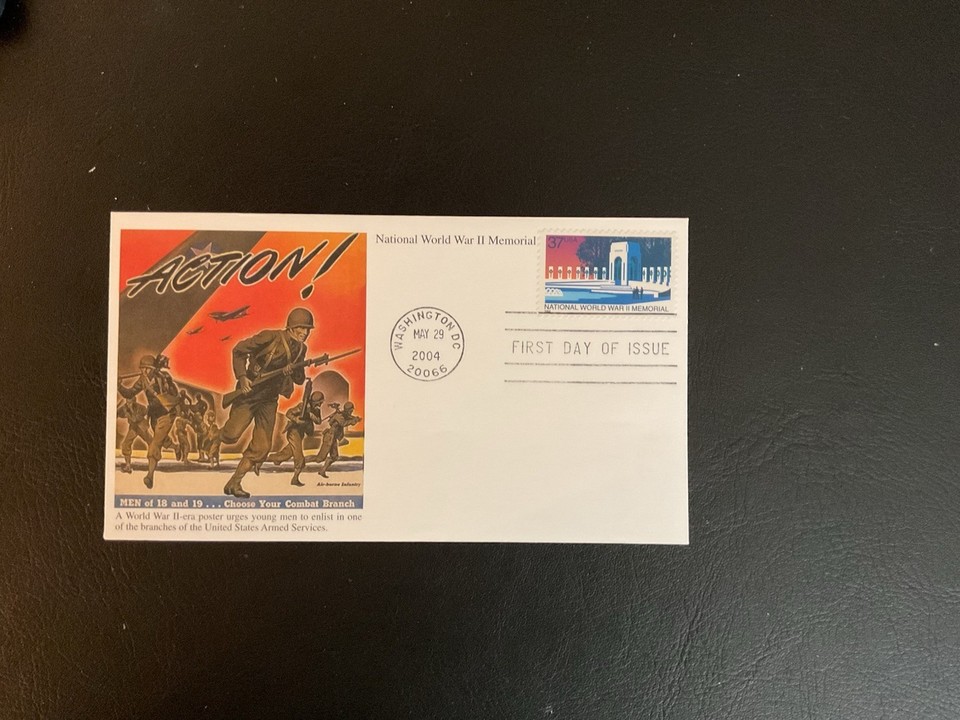 ACTION!
Air-borne Infantry
MEN of 18 and 19 . . . Choose Your Combat Branch
A World War II-era poster urges young men to enlist in one
of the branches of the United States Armed Services.
National World War II Memorial
37 USA
NATIONAL WORLD WAR II MEMORIAL
WASHINGTON DC
MAY 29
2004
20066
FIRST DAY OF ISSUE